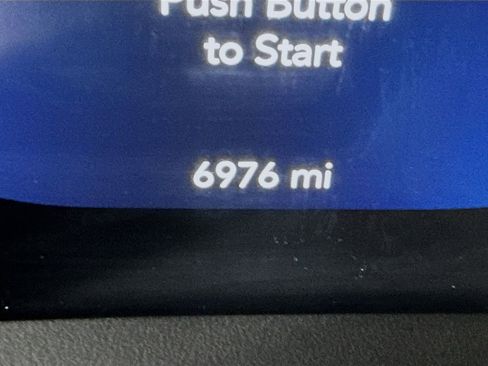 Push Button
to Start
6976 mi